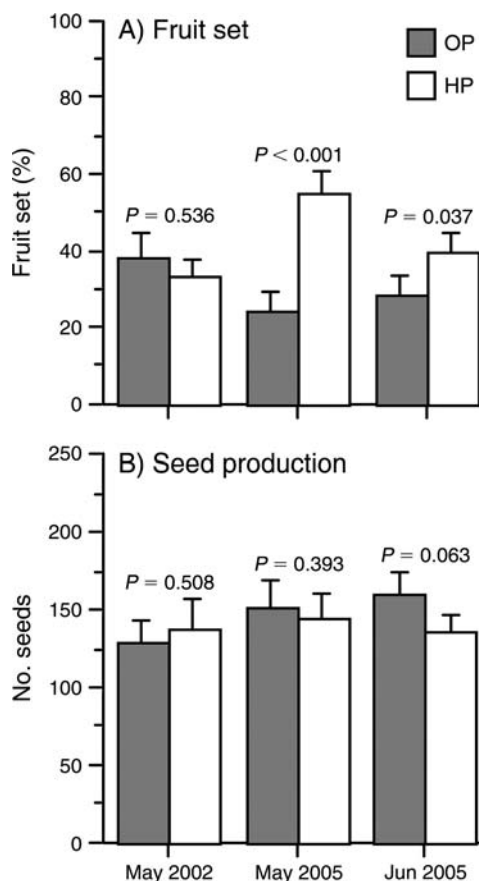 A) Fruit set
OP
HP
100
80
60
40
20
0
Fruit set (%)
P = 0.536
P < 0.001
P = 0.037
B) Seed production
250
200
150
100
50
0
No. seeds
P = 0.508
P = 0.393
P = 0.063
May 2002
May 2005
Jun 2005